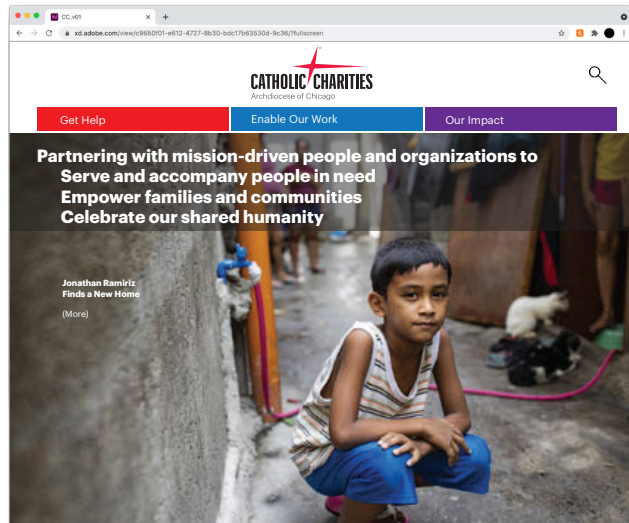 CC_v01
xd.adobe.com/view/c9650f01-e612-4727-8b30-bdc17b63530d-9c36/?fullscreen
CATHOLIC CHARITIES
Archdiocese of Chicago
Get Help
Enable Our Work
Our Impact
Partnering with mission-driven people and organizations to
Serve and accompany people in need
Empower families and communities
Celebrate our shared humanity
Jonathan Ramiriz
Finds a New Home
(More)